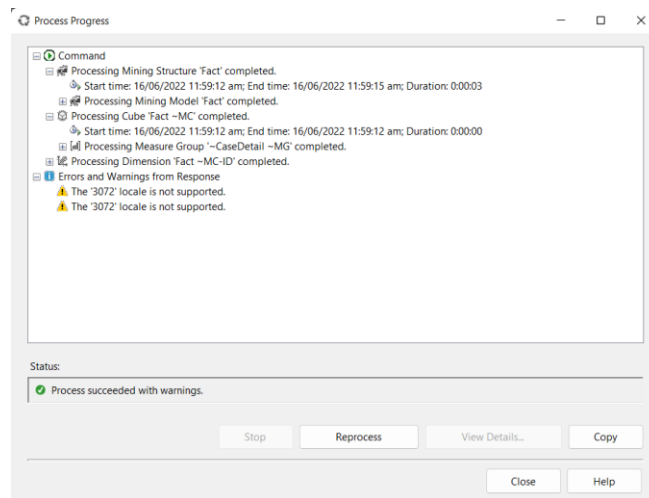 Process Progress
Command
Processing Mining Structure 'Fact' completed.
Start time: 16/06/2022 11:59:12 am; End time: 16/06/2022 11:59:15 am; Duration: 0:00:03
Processing Mining Model 'Fact' completed.
Processing Cube 'Fact ~MC' completed.
Start time: 16/06/2022 11:59:12 am; End time: 16/06/2022 11:59:12 am; Duration: 0:00:00
Processing Measure Group '~CaseDetail ~MG' completed.
Processing Dimension 'Fact ~MC-ID' completed.
Errors and Warnings from Response
The '3072' locale is not supported.
The '3072' locale is not supported.
Status:
Process succeeded with warnings.
Stop Reprocess View Details... Copy
Close Help